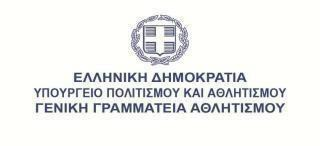 ΕΛΛΗΝΙΚΗ ΔΗΜΟΚΡΑΤΙΑ
ΥΠΟΥΡΓΕΙΟ ΠΟΛΙΤΙΣΜΟΥ ΚΑΙ ΑΘΛΗΤΙΣΜΟΥ
ΓΕΝΙΚΗ ΓΡΑΜΜΑΤΕΙΑ ΑΘΛΗΤΙΣΜΟΥ